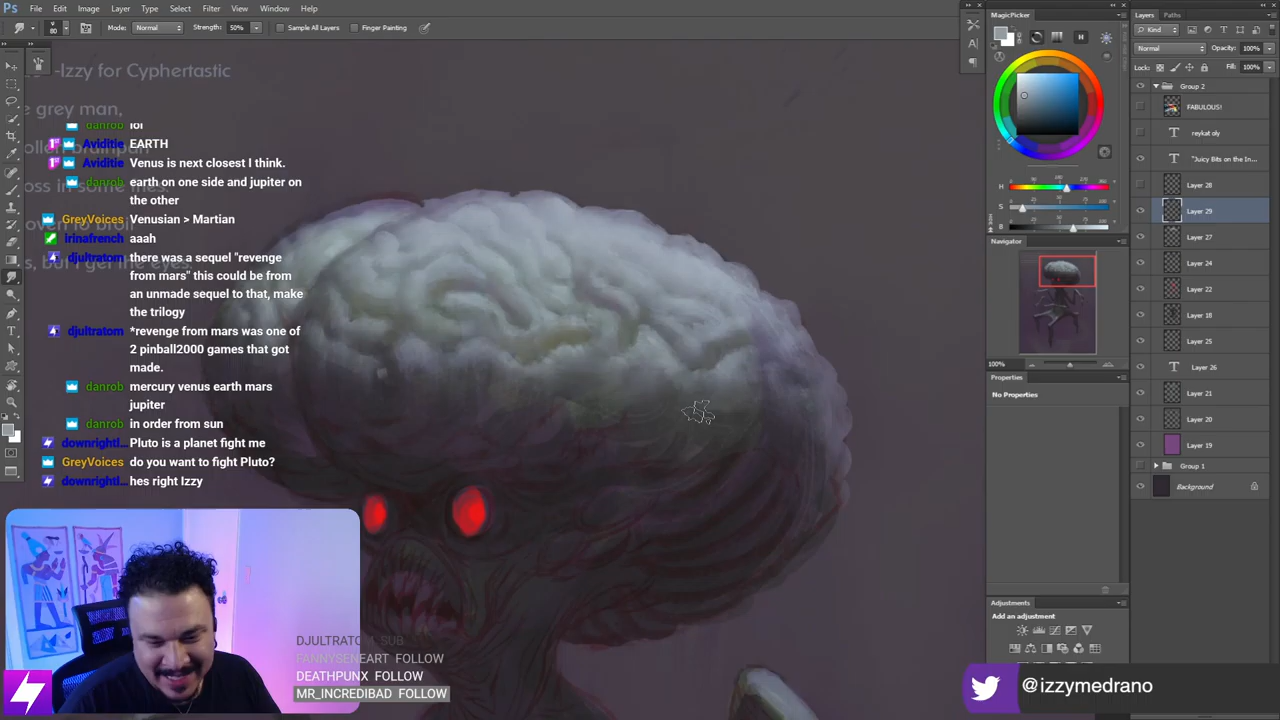 Ps File Edit Image Layer Type Select Filter View Window Help
80 Mode: Normal Strength: 50% Sample All Layers Finger Painting
-Izzy for Cyphertastic
grey man,
danrob lol
Aviditie EARTH
Aviditie Venus is next closest I think.
danrob earth on one side and jupiter on
the other
GreyVoices Venusian > Martian
irinafrench aaah
djultratom there was a sequel "revenge
from mars" this could be from
an unmade sequel to that, make
the trilogy
djultratom *revenge from mars was one of
2 pinball2000 games that got
made.
danrob mercury venus earth mars
jupiter
danrob in order from sun
downrightI... Pluto is a planet fight me
GreyVoices do you want to fight Pluto?
downrightI... hes right Izzy
DJULTRATOM SUB
FANNYSENEART FOLLOW
DEATHPUNX FOLLOW
MR_INCREDIBAD FOLLOW
MagicPicker
H
S
B
Navigator
100%
Properties
No Properties
Adjustments
Add an adjustment
Layers Paths
Kind
Normal Opacity: 100%
Lock: Fill: 100%
Group 2
FABULOUS!
reykat oly
"Juicy Bits on the In...
Layer 28
Layer 29
Layer 27
Layer 24
Layer 22
Layer 18
Layer 25
Layer 26
Layer 21
Layer 20
Layer 19
Group 1
Background
@izzymedrano